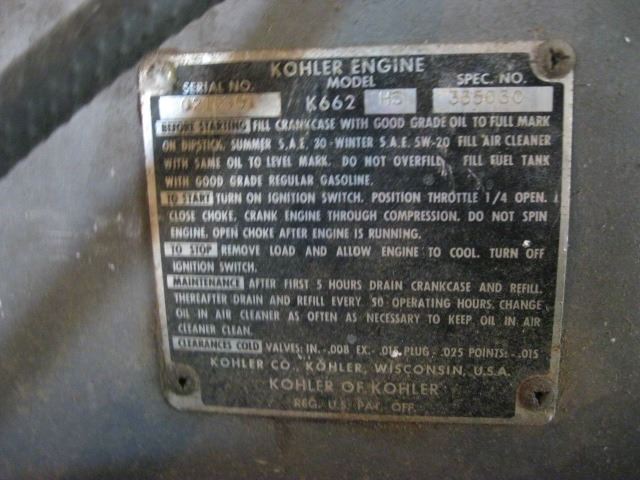 KOHLER ENGINE
SERIAL NO. MODEL SPEC. NO.
K662 HS 335030
BEFORE STARTING FILL CRANKCASE WITH GOOD GRADE OIL TO FULL MARK
ON DIPSTICK. SUMMER S.A.E. 30 - WINTER S.A.E. 5W-20 FILL AIR CLEANER
WITH SAME OIL TO LEVEL MARK. DO NOT OVERFILL. FILL FUEL TANK
WITH GOOD GRADE REGULAR GASOLINE.
TO START TURN ON IGNITION SWITCH. POSITION THROTTLE 1/4 OPEN.
CLOSE CHOKE. CRANK ENGINE THROUGH COMPRESSION. DO NOT SPIN
ENGINE. OPEN CHOKE AFTER ENGINE IS RUNNING.
TO STOP REMOVE LOAD AND ALLOW ENGINE TO COOL. TURN OFF
IGNITION SWITCH.
MAINTENANCE AFTER FIRST 5 HOURS DRAIN CRANKCASE AND REFILL.
THEREAFTER DRAIN AND REFILL EVERY 50 OPERATING HOURS. CHANGE
OIL IN AIR CLEANER AS OFTEN AS NECESSARY TO KEEP OIL IN AIR
CLEANER CLEAN.
CLEARANCES COLD VALVES: IN. - .008 EX. - .015 PLUG - .025 POINTS: - .015
KOHLER CO., KOHLER, WISCONSIN, U.S.A.
KOHLER OF KOHLER
REG. U.S. PAT. OFF.